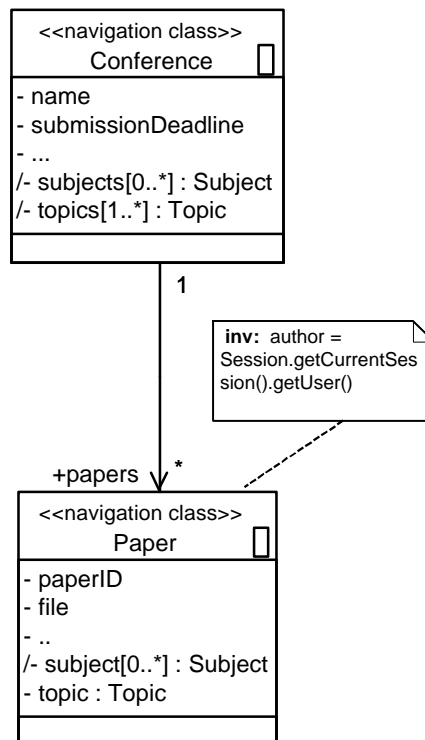 <<navigation class>>
Conference
- name
- submissionDeadline
- ...
/- subjects[0..*] : Subject
/- topics[1..*] : Topic
1
inv: author =
Session.getCurrentSes
sion().getUser()
+papers
*
<<navigation class>>
Paper
- paperID
- file
- ..
/- subject[0..*] : Subject
- topic : Topic